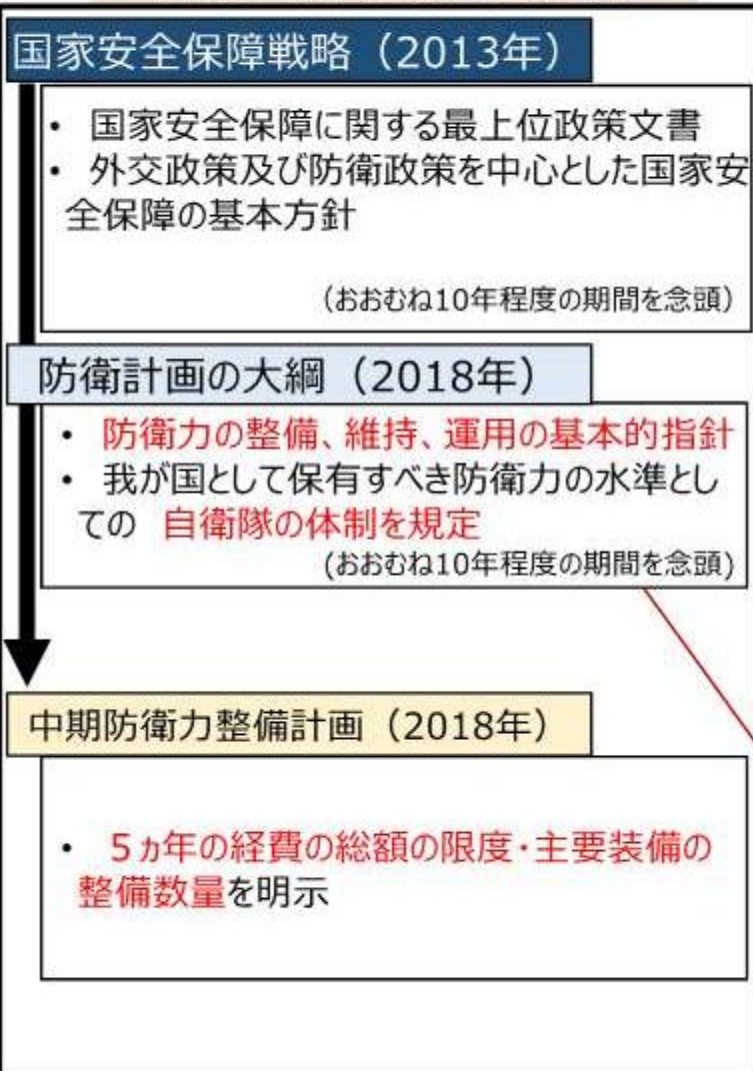 国家安全保障戦略（2013年）
・ 国家安全保障に関する最上位政策文書
・ 外交政策及び防衛政策を中心とした国家安
全保障の基本方針
（おおむね10年程度の期間を念頭）
防衛計画の大綱（2018年）
・ 防衛力の整備、維持、運用の基本的指針
・ 我が国として保有すべき防衛力の水準とし
ての 自衛隊の体制を規定
(おおむね10年程度の期間を念頭)
中期防衛力整備計画（2018年）
・ 5ヵ年の経費の総額の限度・主要装備の
整備数量を明示